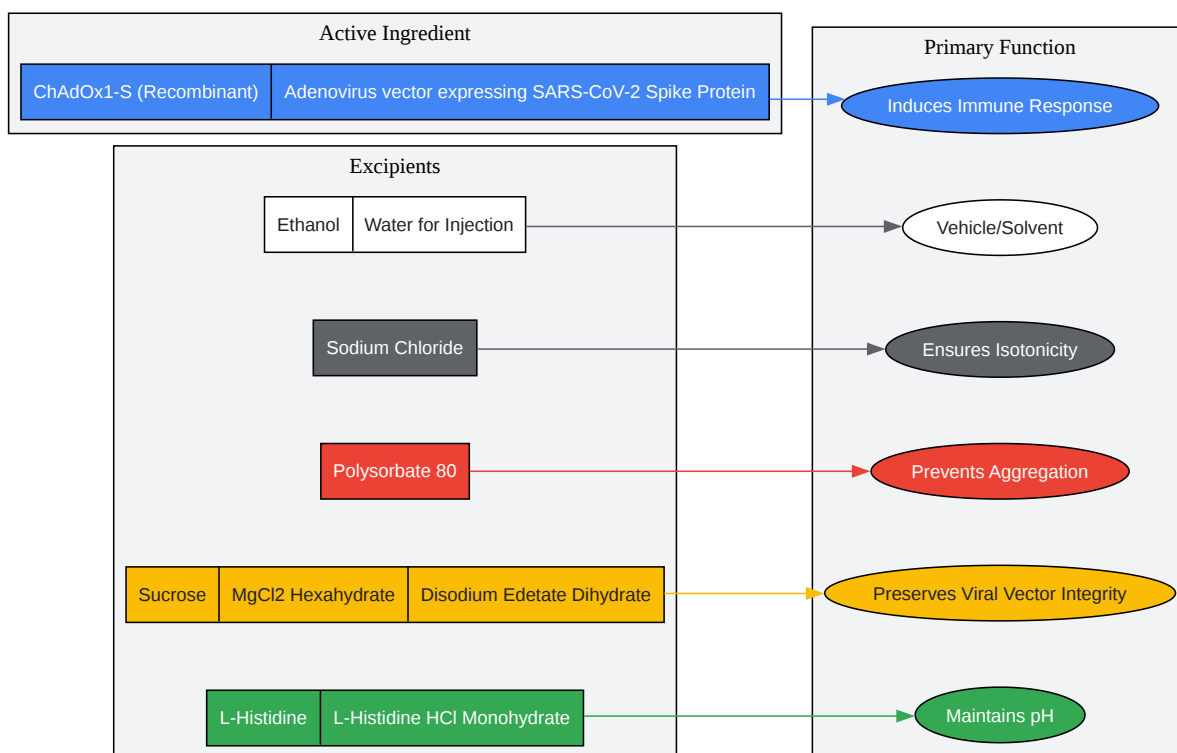 Active Ingredient
ChAdOx1-S (Recombinant)
Adenovirus vector expressing SARS-CoV-2 Spike Protein
Primary Function
Induces Immune Response
Excipients
Ethanol
Water for Injection
Vehicle/Solvent
Sodium Chloride
Ensures Isotonicity
Polysorbate 80
Prevents Aggregation
Sucrose
MgCl2 Hexahydrate
Disodium Edetate Dihydrate
Preserves Viral Vector Integrity
L-Histidine
L-Histidine HCl Monohydrate
Maintains pH